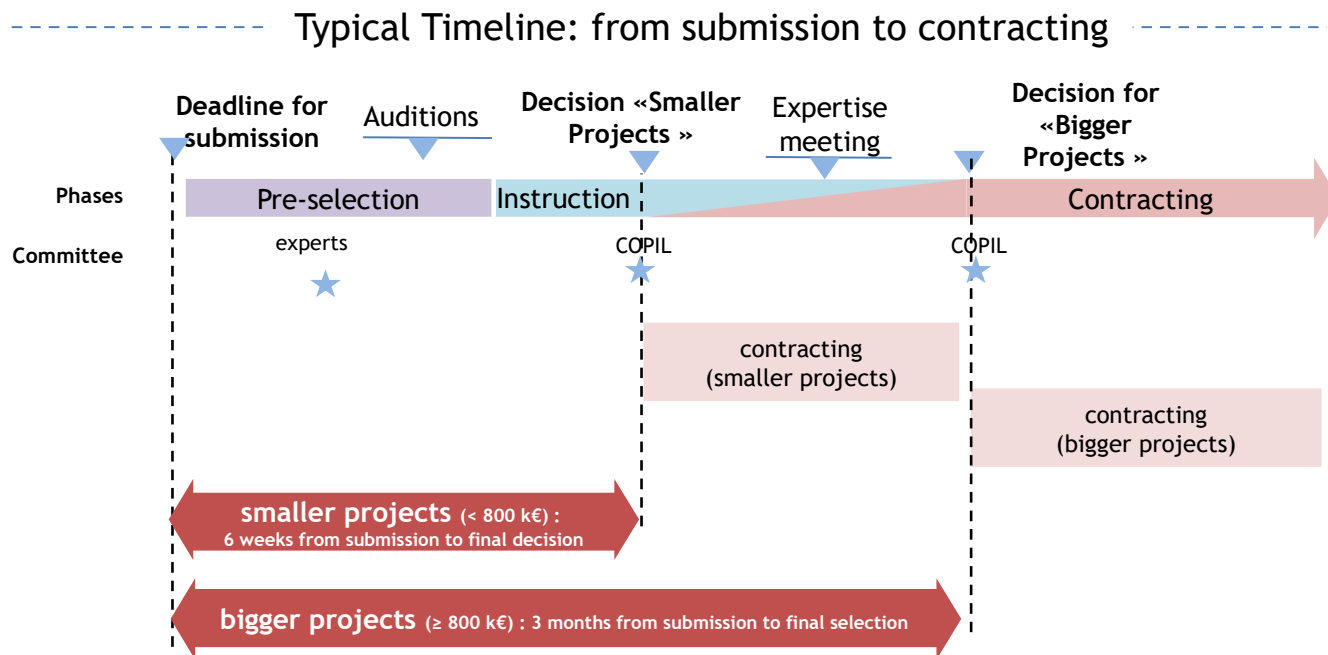 Typical Timeline: from submission to contracting
Deadline for
submission
Auditions
Decision «Smaller
Projects »
Expertise
meeting
Decision for
«Bigger
Projects »
Phases
Pre-selection
Instruction
Contracting
Committee
experts
COPIL
COPIL
contracting
(smaller projects)
contracting
(bigger projects)
smaller projects (< 800 k€) :
6 weeks from submission to final decision
bigger projects (≥ 800 k€) : 3 months from submission to final selection